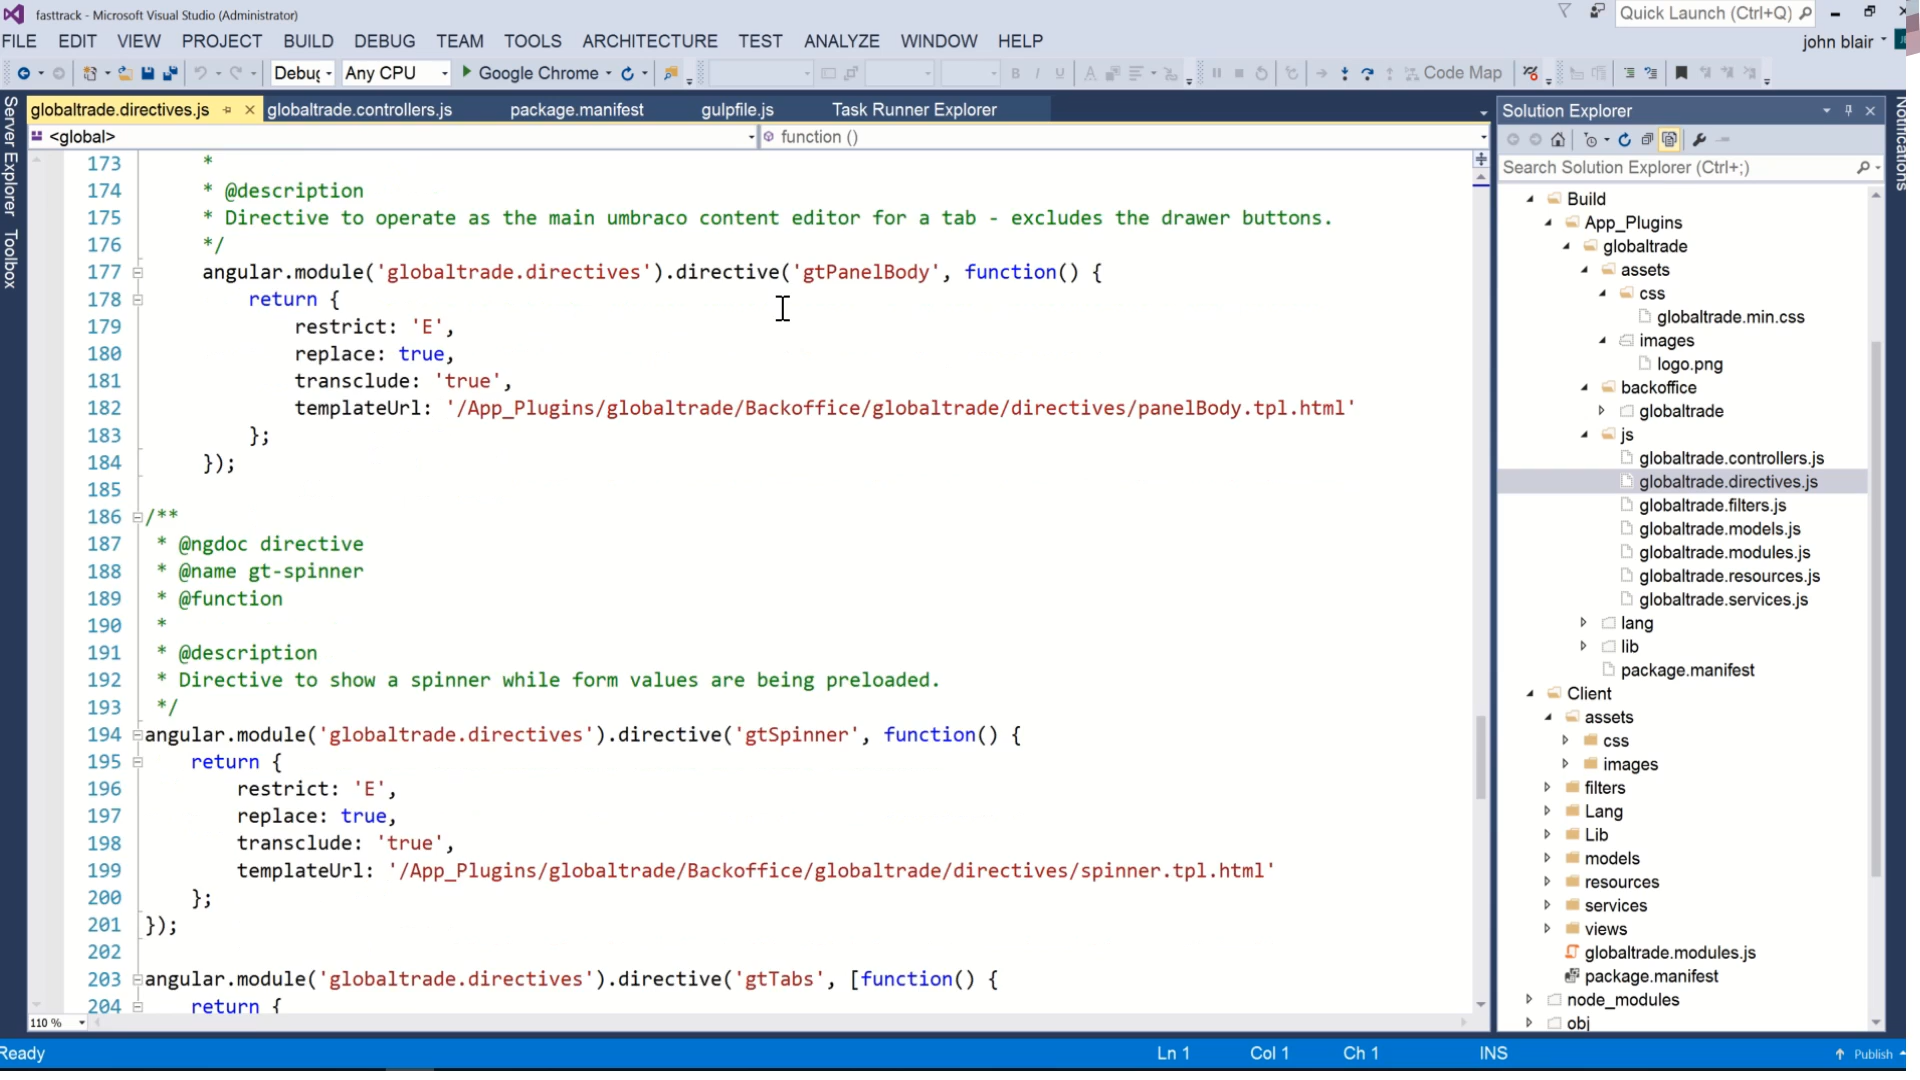 fasttrack - Microsoft Visual Studio (Administrator)
Quick Launch (Ctrl+Q)
FILE EDIT VIEW PROJECT BUILD DEBUG TEAM TOOLS ARCHITECTURE TEST ANALYZE WINDOW HELP
john blair
Debug Any CPU Google Chrome Code Map
Server Explorer
Toolbox
Notifications
globaltrade.directives.js globaltrade.controllers.js package.manifest gulpfile.js Task Runner Explorer
<global> function ()
173 *
174 * @description
175 * Directive to operate as the main umbraco content editor for a tab - excludes the drawer buttons.
176 */
177 angular.module('globaltrade.directives').directive('gtPanelBody', function() {
178 return {
179 restrict: 'E',
180 replace: true,
181 transclude: 'true',
182 templateUrl: '/App_Plugins/globaltrade/Backoffice/globaltrade/directives/panelBody.tpl.html'
183 };
184 });
185
186 /**
187 * @ngdoc directive
188 * @name gt-spinner
189 * @function
190 *
191 * @description
192 * Directive to show a spinner while form values are being preloaded.
193 */
194 angular.module('globaltrade.directives').directive('gtSpinner', function() {
195 return {
196 restrict: 'E',
197 replace: true,
198 transclude: 'true',
199 templateUrl: '/App_Plugins/globaltrade/Backoffice/globaltrade/directives/spinner.tpl.html'
200 };
201 });
202
203 angular.module('globaltrade.directives').directive('gtTabs', [function() {
204 return {
110 %
Solution Explorer
Search Solution Explorer (Ctrl+;)
Build
App_Plugins
globaltrade
assets
css
globaltrade.min.css
images
logo.png
backoffice
globaltrade
js
globaltrade.controllers.js
globaltrade.directives.js
globaltrade.filters.js
globaltrade.models.js
globaltrade.modules.js
globaltrade.resources.js
globaltrade.services.js
lang
lib
package.manifest
Client
assets
css
images
filters
Lang
Lib
models
resources
services
views
globaltrade.modules.js
package.manifest
node_modules
obj
Ready Ln 1 Col 1 Ch 1 INS Publish